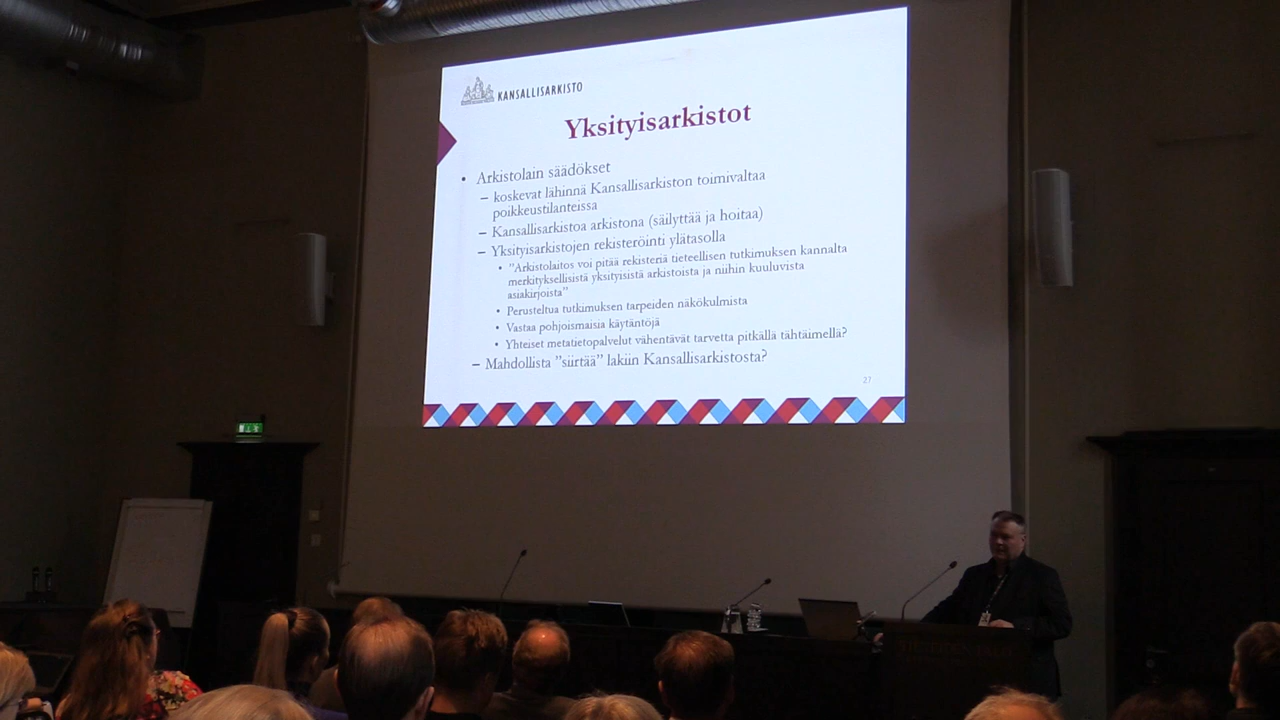 KANSALLISARKISTO
Yksityisarkistot
• Arkistolain säädökset
– koskevat lähinnä Kansallisarkiston toimivaltaa
poikkeustilanteissa
– Kansallisarkistoa arkistona (säilyttää ja hoitaa)
– Yksityisarkistojen rekisteröinti ylätasolla
• ”Arkistolaitos voi pitää rekisteriä tieteellisen tutkimuksen kannalta
merkityksellisistä yksityisistä arkistoista ja niihin kuuluvista
asiakirjoista”
• Perusteltua tutkimuksen tarpeiden näkökulmista
• Vastaa pohjoismaisia käytäntöjä
• Yhteiset metatietopalvelut vähentävät tarvetta pitkällä tähtäimellä?
– Mahdollista ”siirtää” lakiin Kansallisarkistosta?
27